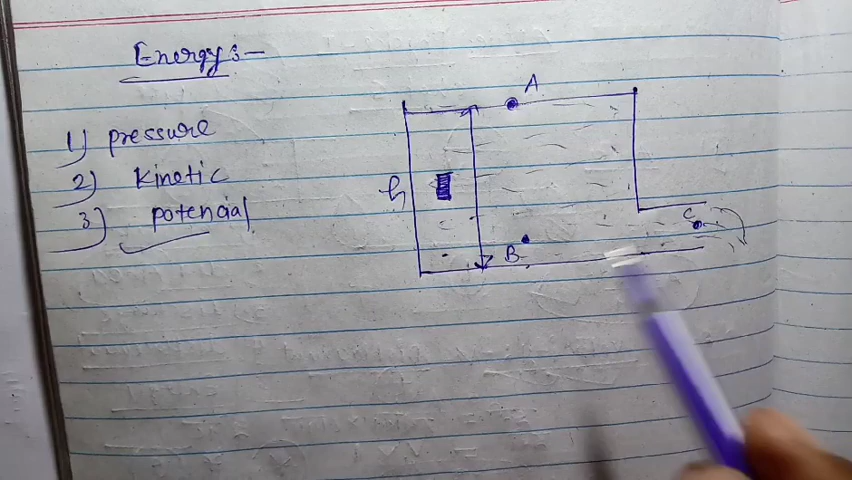 Energy:-
1) pressure
2) kinetic
3) potencial
A
h
B
C